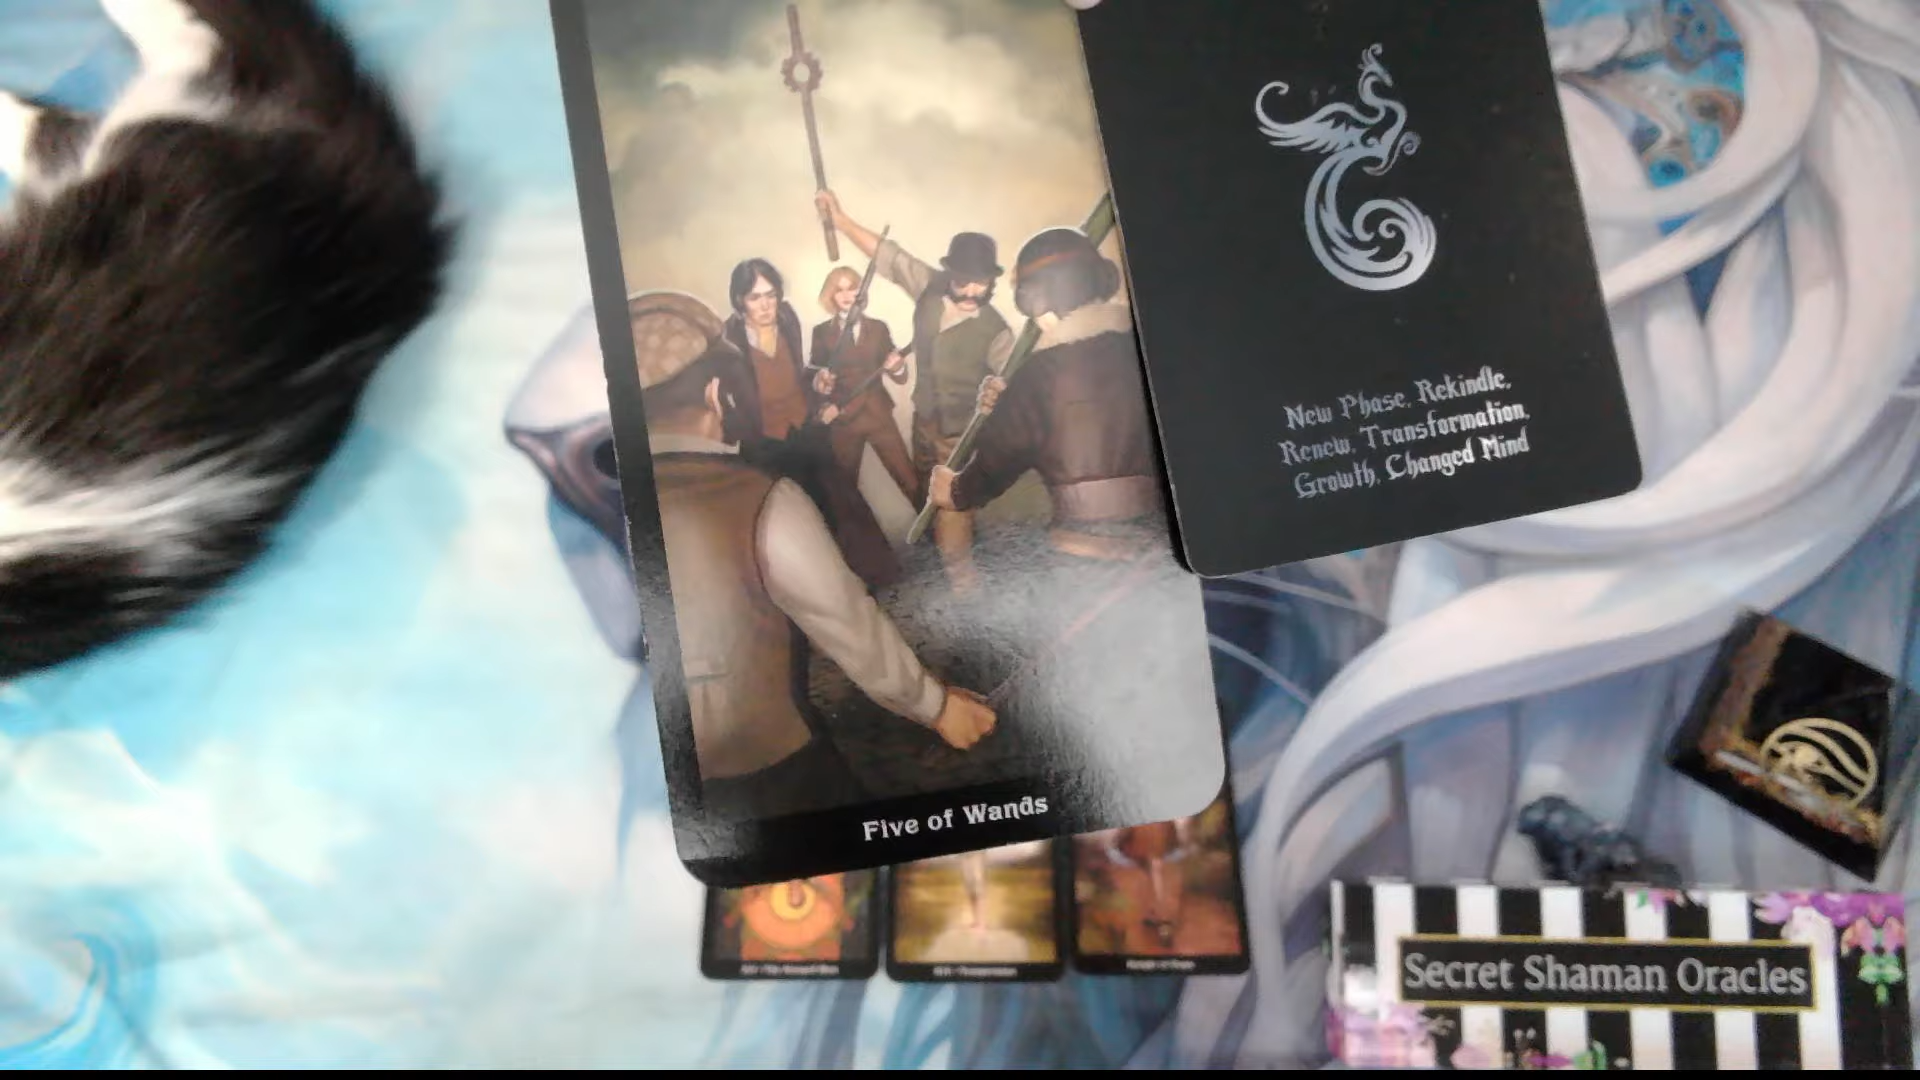 New Phase, Rekindle,
Renew, Transformation,
Growth, Changed Mind
Five of Wands
Secret Shaman Oracles